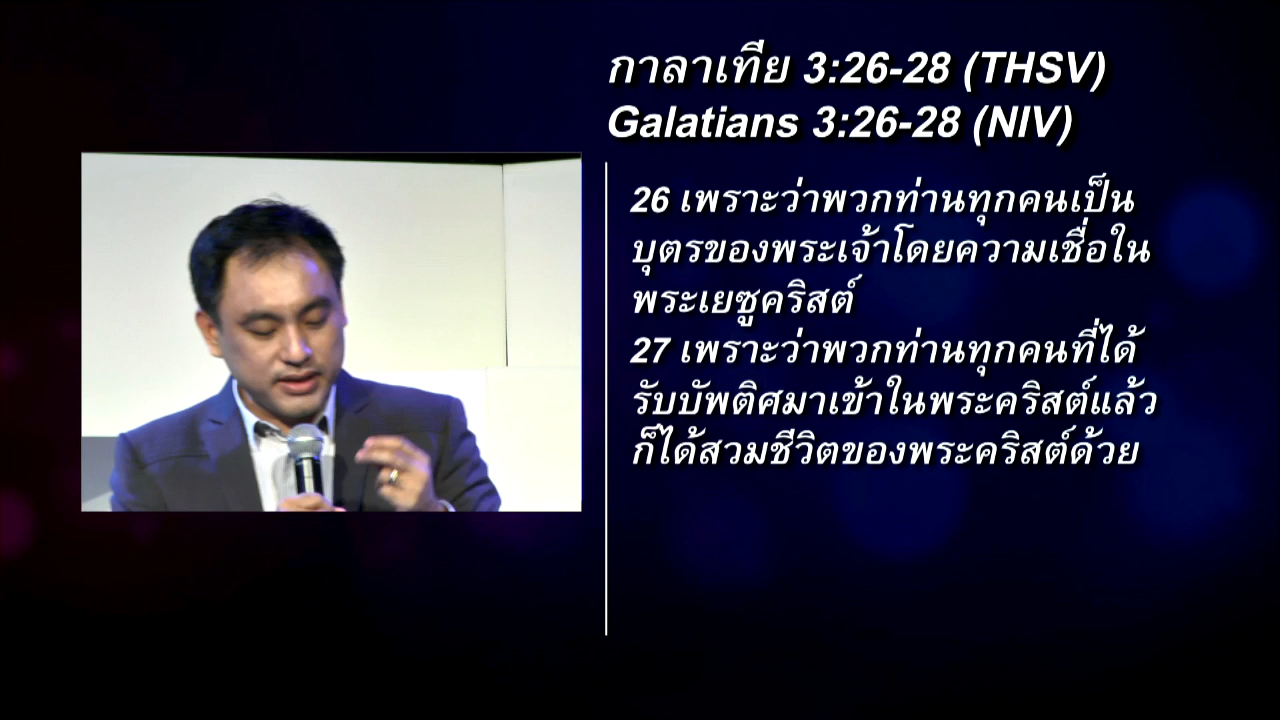 กาลาเทีย 3:26-28 (THSV)
Galatians 3:26-28 (NIV)
26 เพราะว่าพวกท่านทุกคนเป็น
บุตรของพระเจ้าโดยความเชื่อใน
พระเยซูคริสต์
27 เพราะว่าพวกท่านทุกคนที่ได้
รับบัพติศมาเข้าในพระคริสต์แล้ว
ก็ได้สวมชีวิตของพระคริสต์ด้วย